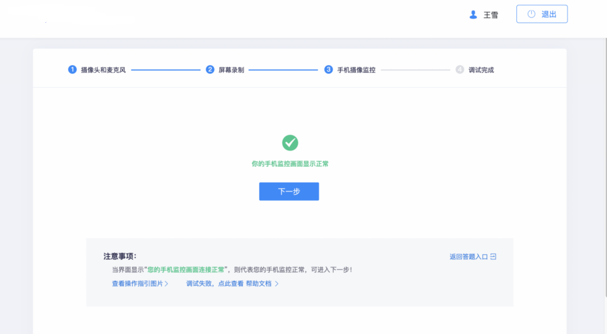 王雪 退出
1 摄像头和麦克风 2 屏幕录制 3 手机摄像监控 4 调试完成
你的手机监控画面显示正常
下一步
注意事项： 返回答题入口
当界面显示“您的手机监控画面连接正常”，则代表您的手机监控正常，可进入下一步！
查看操作指引图片 > 调试失败，点此查看 帮助文档 >